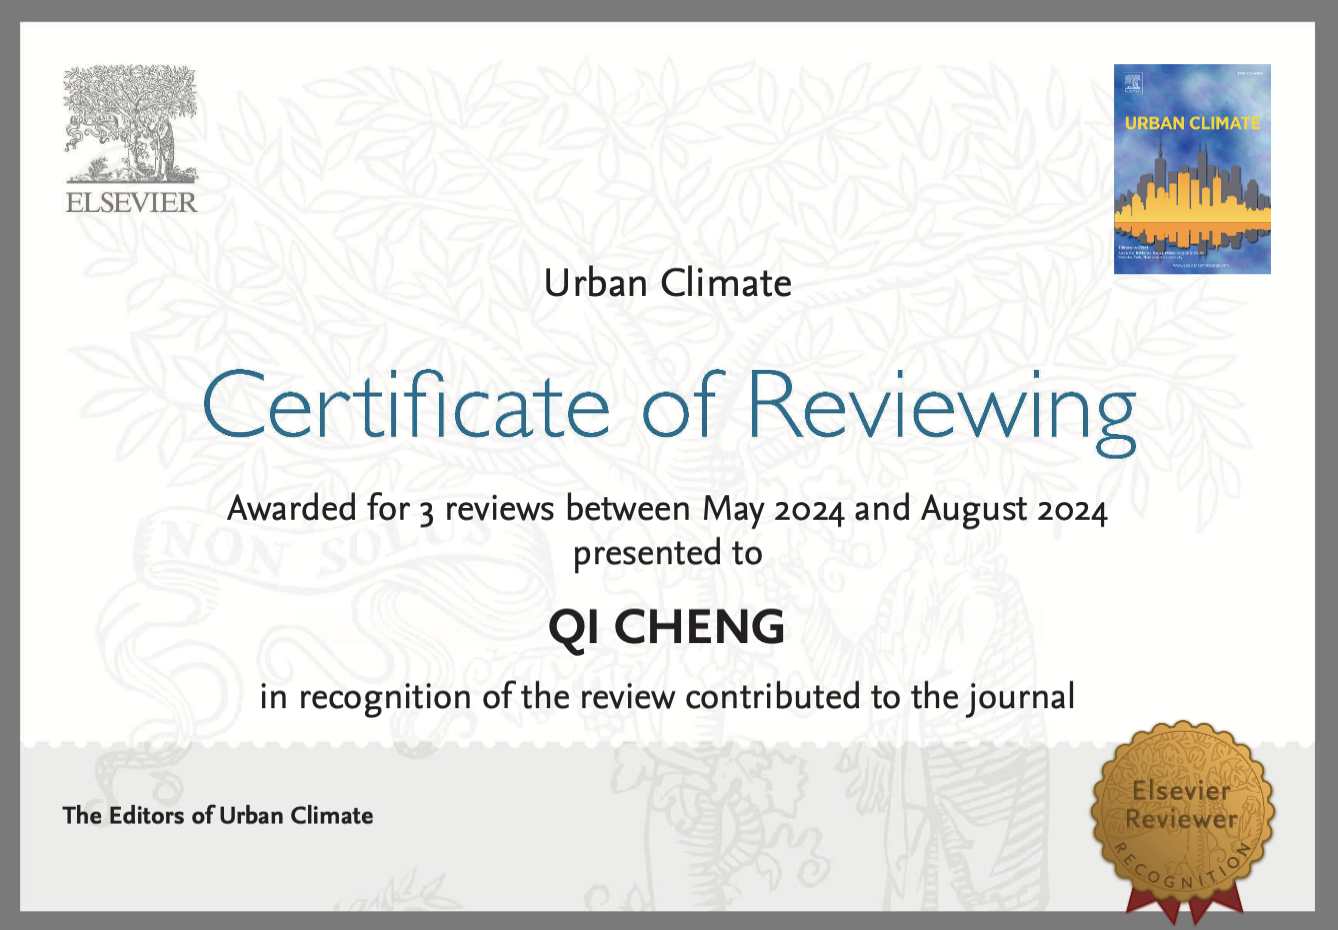 ELSEVIER
URBAN CLIMATE
Urban Climate
Certificate of Reviewing
Awarded for 3 reviews between May 2024 and August 2024
presented to
NON SOLUS
QI CHENG
in recognition of the review contributed to the journal
The Editors of Urban Climate
Elsevier
Reviewer
RECOGNITION